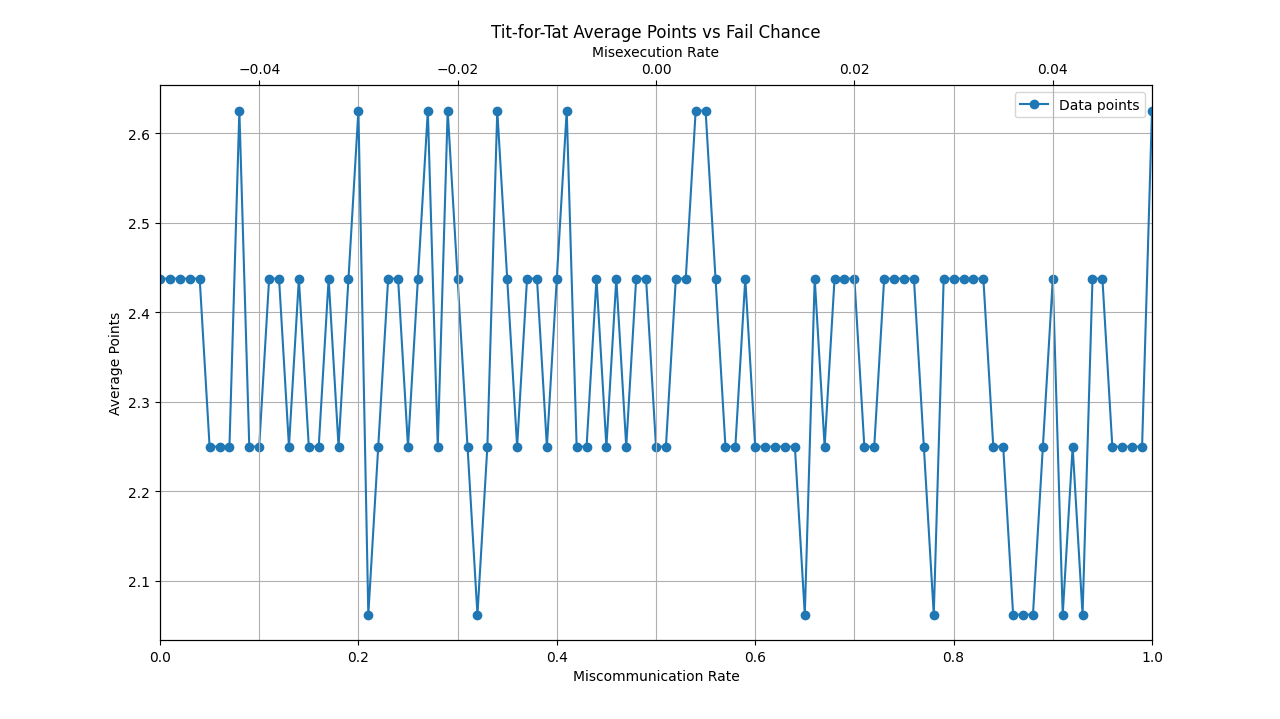 Tit-for-Tat Average Points vs Fail Chance
Misexecution Rate
−0.04 −0.02 0.00 0.02 0.04
Data points
2.6
2.5
2.4
2.3
2.2
2.1
Average Points
0.0 0.2 0.4 0.6 0.8 1.0
Miscommunication Rate